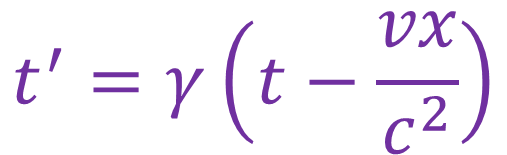 t′ = γ(t − vx/c²)